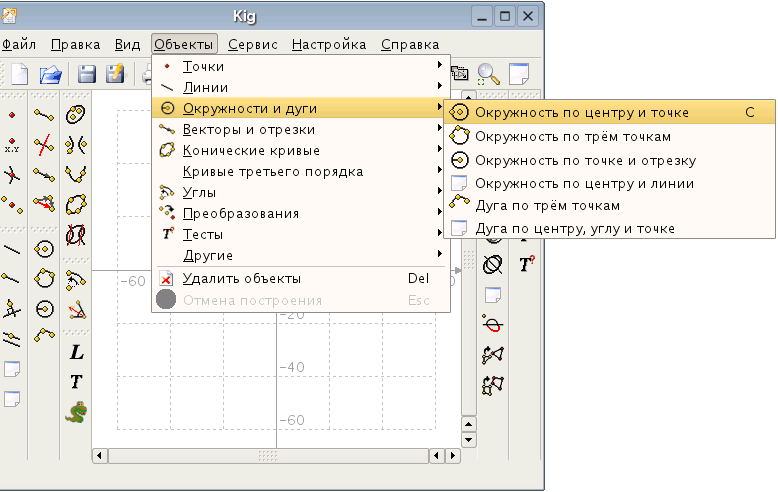 Kig
Файл Правка Вид Объекты Сервис Настройка Справка
Точки
Линии
Окружности и дуги
Векторы и отрезки
Конические кривые
Кривые третьего порядка
Углы
Преобразования
Тесты
Другие
Удалить объекты Del
Отмена построения Esc
Окружность по центру и точке C
Окружность по трём точкам
Окружность по точке и отрезку
Окружность по центру и линии
Дуга по трём точкам
Дуга по центру, углу и точке
x,y
L
T
T
-60
-20
-40
-60